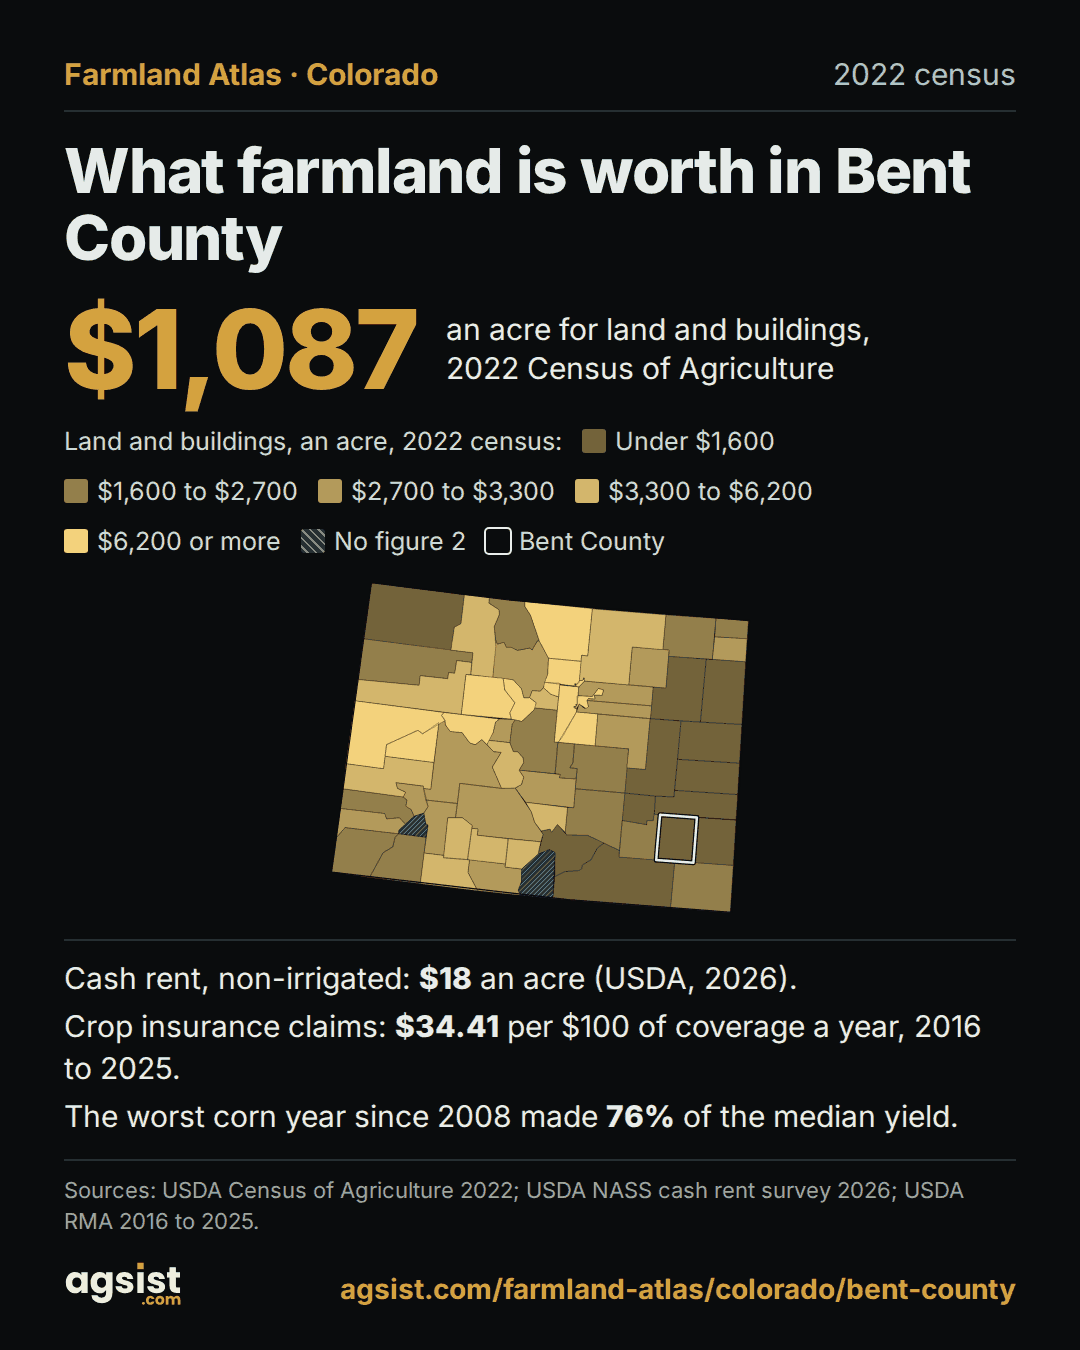 Farmland Atlas · Colorado
2022 census
What farmland is worth in Bent
County
$1,087
an acre for land and buildings,
2022 Census of Agriculture
Land and buildings, an acre, 2022 census: Under $1,600
$1,600 to $2,700 $2,700 to $3,300 $3,300 to $6,200
$6,200 or more No figure 2 Bent County
Cash rent, non-irrigated: $18 an acre (USDA, 2026).
Crop insurance claims: $34.41 per $100 of coverage a year, 2016
to 2025.
The worst corn year since 2008 made 76% of the median yield.
Sources: USDA Census of Agriculture 2022; USDA NASS cash rent survey 2026; USDA
RMA 2016 to 2025.
agsist
.com
agsist.com/farmland-atlas/colorado/bent-county